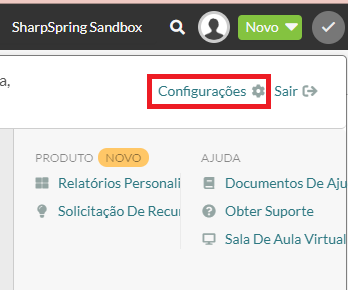 SharpSpring Sandbox
Novo
a,
Configurações
Sair
PRODUTO NOVO
AJUDA
Relatórios Personali
Documentos De Aju
Solicitação De Recur
Obter Suporte
Sala De Aula Virtual